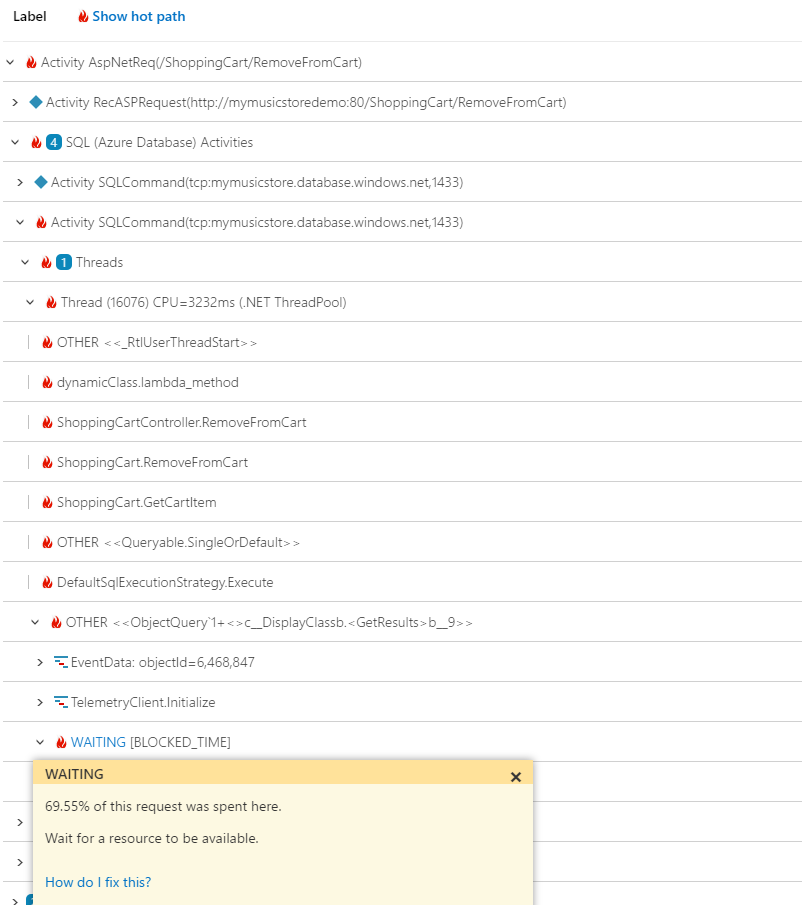 Label Show hot path
Activity AspNetReq(/ShoppingCart/RemoveFromCart)
Activity RecASPRequest(http://mymusicstoredemo:80/ShoppingCart/RemoveFromCart)
4 SQL (Azure Database) Activities
Activity SQLCommand(tcp:mymusicstore.database.windows.net,1433)
Activity SQLCommand(tcp:mymusicstore.database.windows.net,1433)
1 Threads
Thread (16076) CPU=3232ms (.NET ThreadPool)
OTHER <<_RtlUserThreadStart>>
dynamicClass.lambda_method
ShoppingCartController.RemoveFromCart
ShoppingCart.RemoveFromCart
ShoppingCart.GetCartItem
OTHER <<Queryable.SingleOrDefault>>
DefaultSqlExecutionStrategy.Execute
OTHER <<ObjectQuery`1+<>c__DisplayClassb.<GetResults>b__9>>
EventData: objectId=6,468,847
TelemetryClient.Initialize
WAITING [BLOCKED_TIME]
WAITING
69.55% of this request was spent here.
Wait for a resource to be available.
How do I fix this?